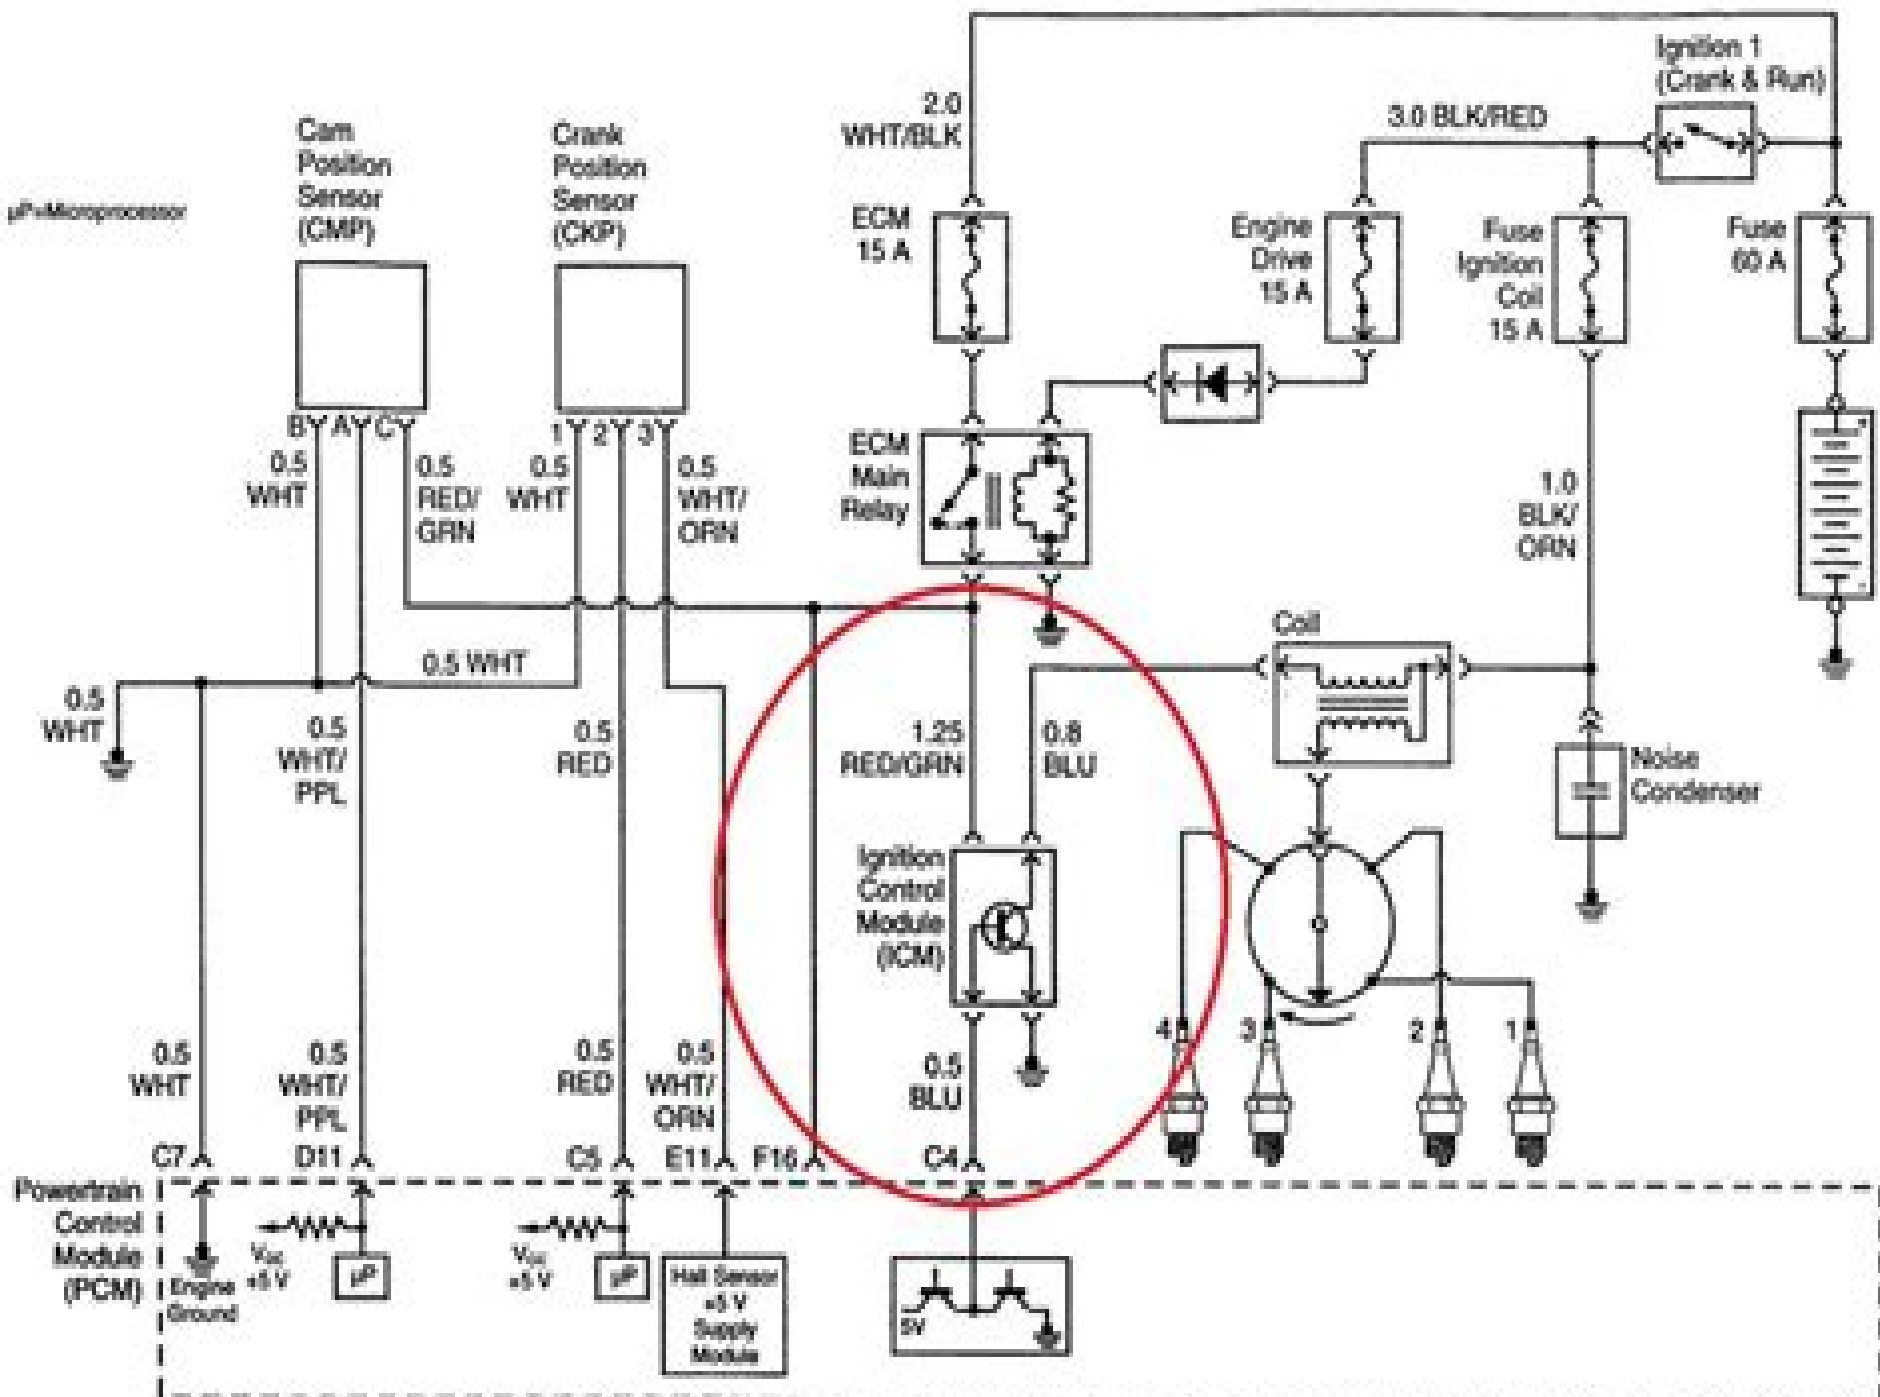 Ignition 1
(Crank & Run)
2.0
WHT/BLK
3.0 BLK/RED
Cam
Position
Sensor
(CMP)
Crank
Position
Sensor
(CKP)
µP=Microprocessor
ECM
15 A
Engine
Drive
15 A
Fuse
Ignition
Coil
15 A
Fuse
60 A
B A C
1 2 3
ECM
Main
Relay
0.5
WHT
0.5
RED/
GRN
0.5
WHT
0.5
WHT/
ORN
1.0
BLK/
ORN
Coil
0.5 WHT
0.5
WHT
0.5
WHT/
PPL
0.5
RED
1.25
RED/GRN
0.8
BLU
Noise
Condenser
Ignition
Control
Module
(ICM)
4 3 2 1
0.5
WHT
0.5
WHT/
PPL
0.5
RED
0.5
WHT/
ORN
0.5
BLU
C7 D11 C5 E11 F16 C4
Powertrain
Control
Module
(PCM)
Engine
Ground
VDC
+5 V
µP
VDC
+5 V
µP
Hall Sensor
+5 V
Supply
Module
5V